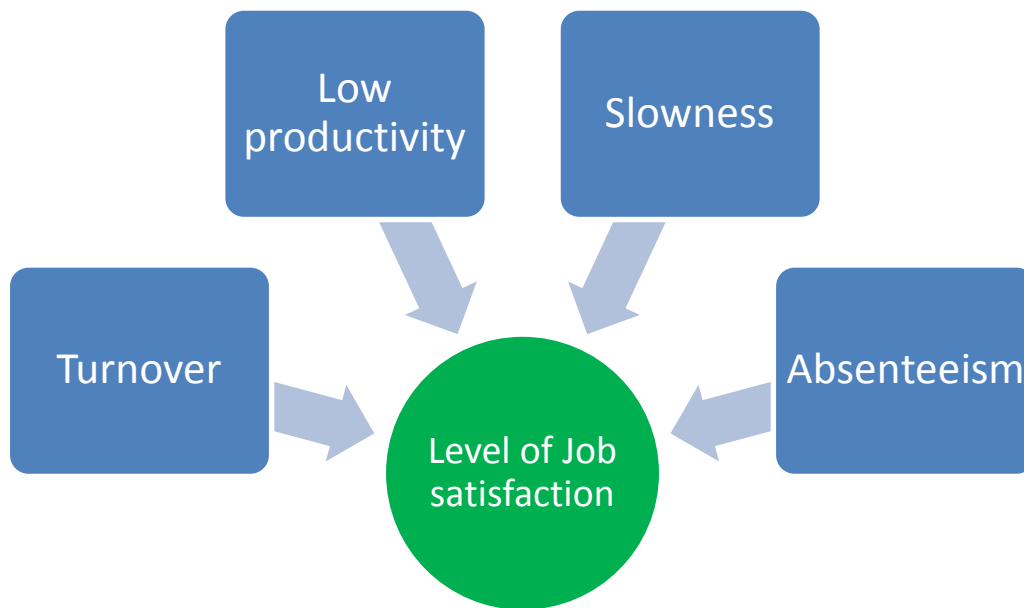 Low
productivity
Slowness
Turnover
Absenteeism
Level of Job
satisfaction